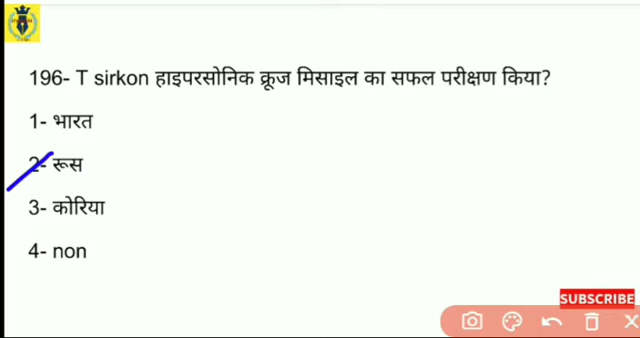 196- T sirkon हाइपरसोनिक क्रूज मिसाइल का सफल परीक्षण किया?
1- भारत
2- रूस
3- कोरिया
4- non
SUBSCRIBE